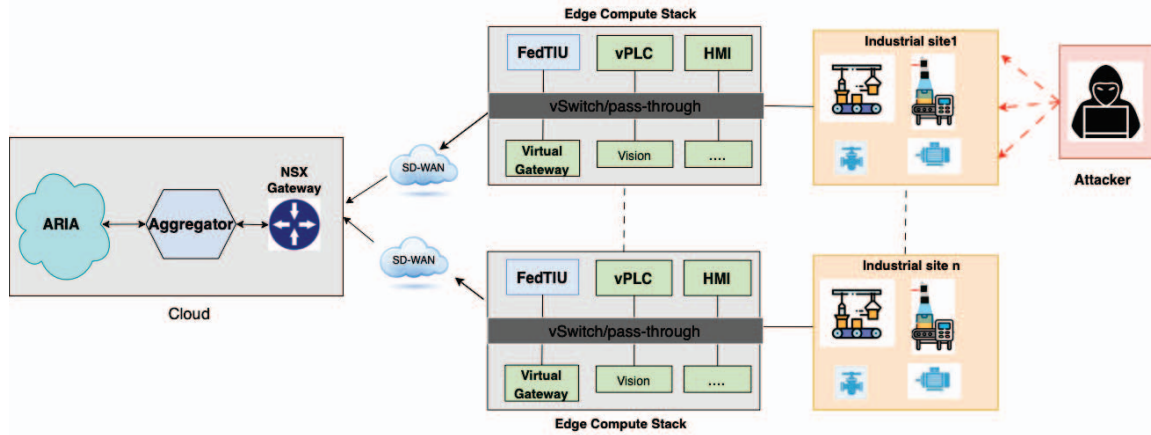 Edge Compute Stack
FedTIU
vPLC
HMI
vSwitch/pass-through
Virtual
Gateway
Vision
....
Industrial site1
Attacker
SD-WAN
NSX
Gateway
ARIA
Aggregator
Cloud
SD-WAN
FedTIU
vPLC
HMI
vSwitch/pass-through
Virtual
Gateway
Vision
....
Edge Compute Stack
Industrial site n